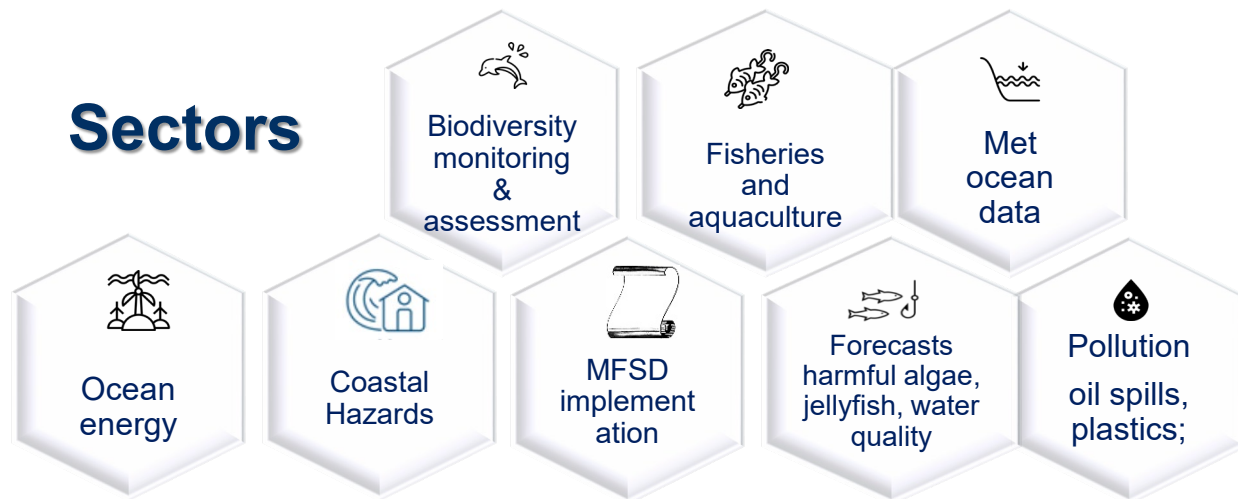 Sectors
Biodiversity
monitoring
&
assessment
Fisheries
and
aquaculture
Met
ocean
data
Ocean
energy
Coastal
Hazards
MFSD
implement
ation
Forecasts
harmful algae,
jellyfish, water
quality
Pollution
oil spills,
plastics;